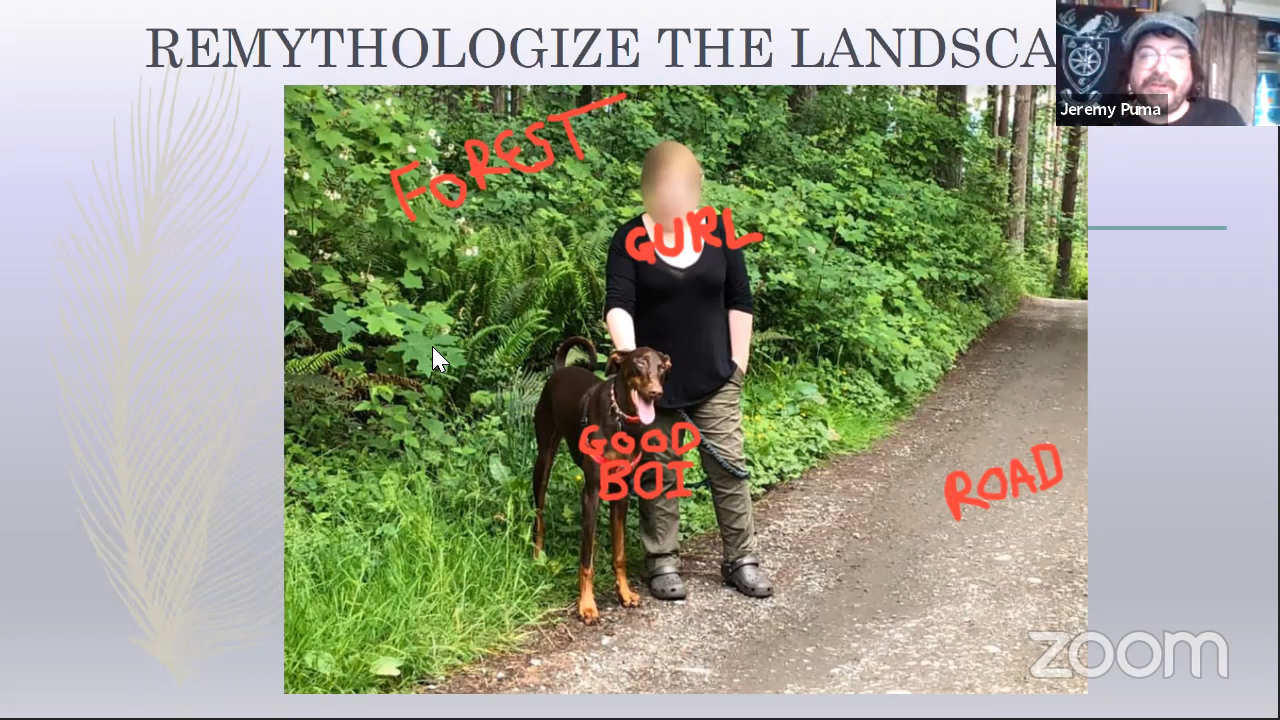 REMYTHOLOGIZE THE LANDSCA
Jeremy Puma
FOREST
GURL
GOOD
BOI
ROAD
zoom